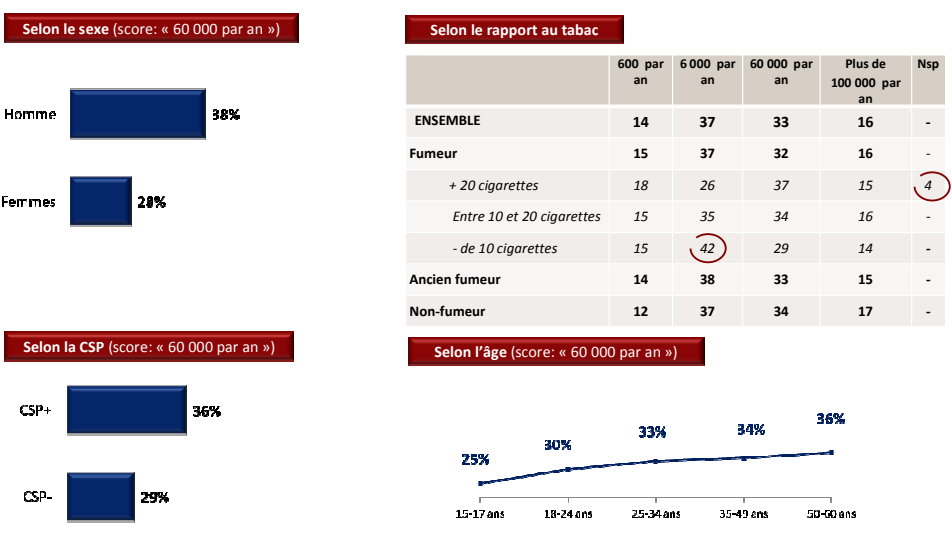 Selon le sexe (score: « 60 000 par an »)
Homme 38%
Femmes 28%
Selon le rapport au tabac
600 par an 6 000 par an 60 000 par an Plus de 100 000 par an Nsp
ENSEMBLE 14 37 33 16 -
Fumeur 15 37 32 16 -
+ 20 cigarettes 18 26 37 15 4
Entre 10 et 20 cigarettes 15 35 34 16 -
- de 10 cigarettes 15 42 29 14 -
Ancien fumeur 14 38 33 15 -
Non-fumeur 12 37 34 17 -
Selon la CSP (score: « 60 000 par an »)
CSP+ 36%
CSP- 29%
Selon l’âge (score: « 60 000 par an »)
25% 30% 33% 34% 36%
15-17 ans 18-24 ans 25-34 ans 35-49 ans 50-60 ans